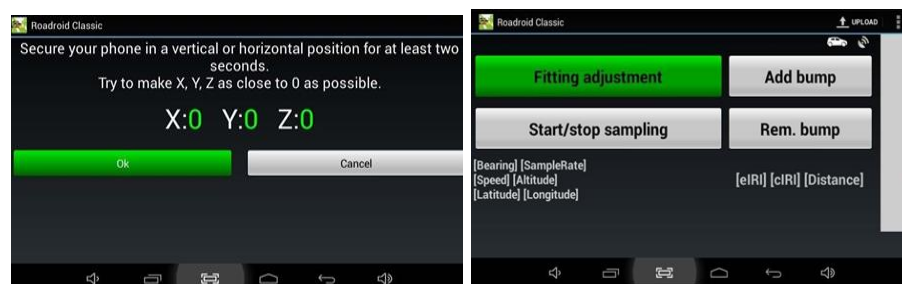 Roadroid Classic
Secure your phone in a vertical or horizontal position for at least two
seconds.
Try to make X, Y, Z as close to 0 as possible.
X:0 Y:0 Z:0
Ok
Cancel
Roadroid Classic
UPLOAD
Fitting adjustment
Add bump
Start/stop sampling
Rem. bump
[Bearing] [SampleRate]
[Speed] [Altitude]
[Latitude] [Longitude]
[eIRI] [cIRI] [Distance]